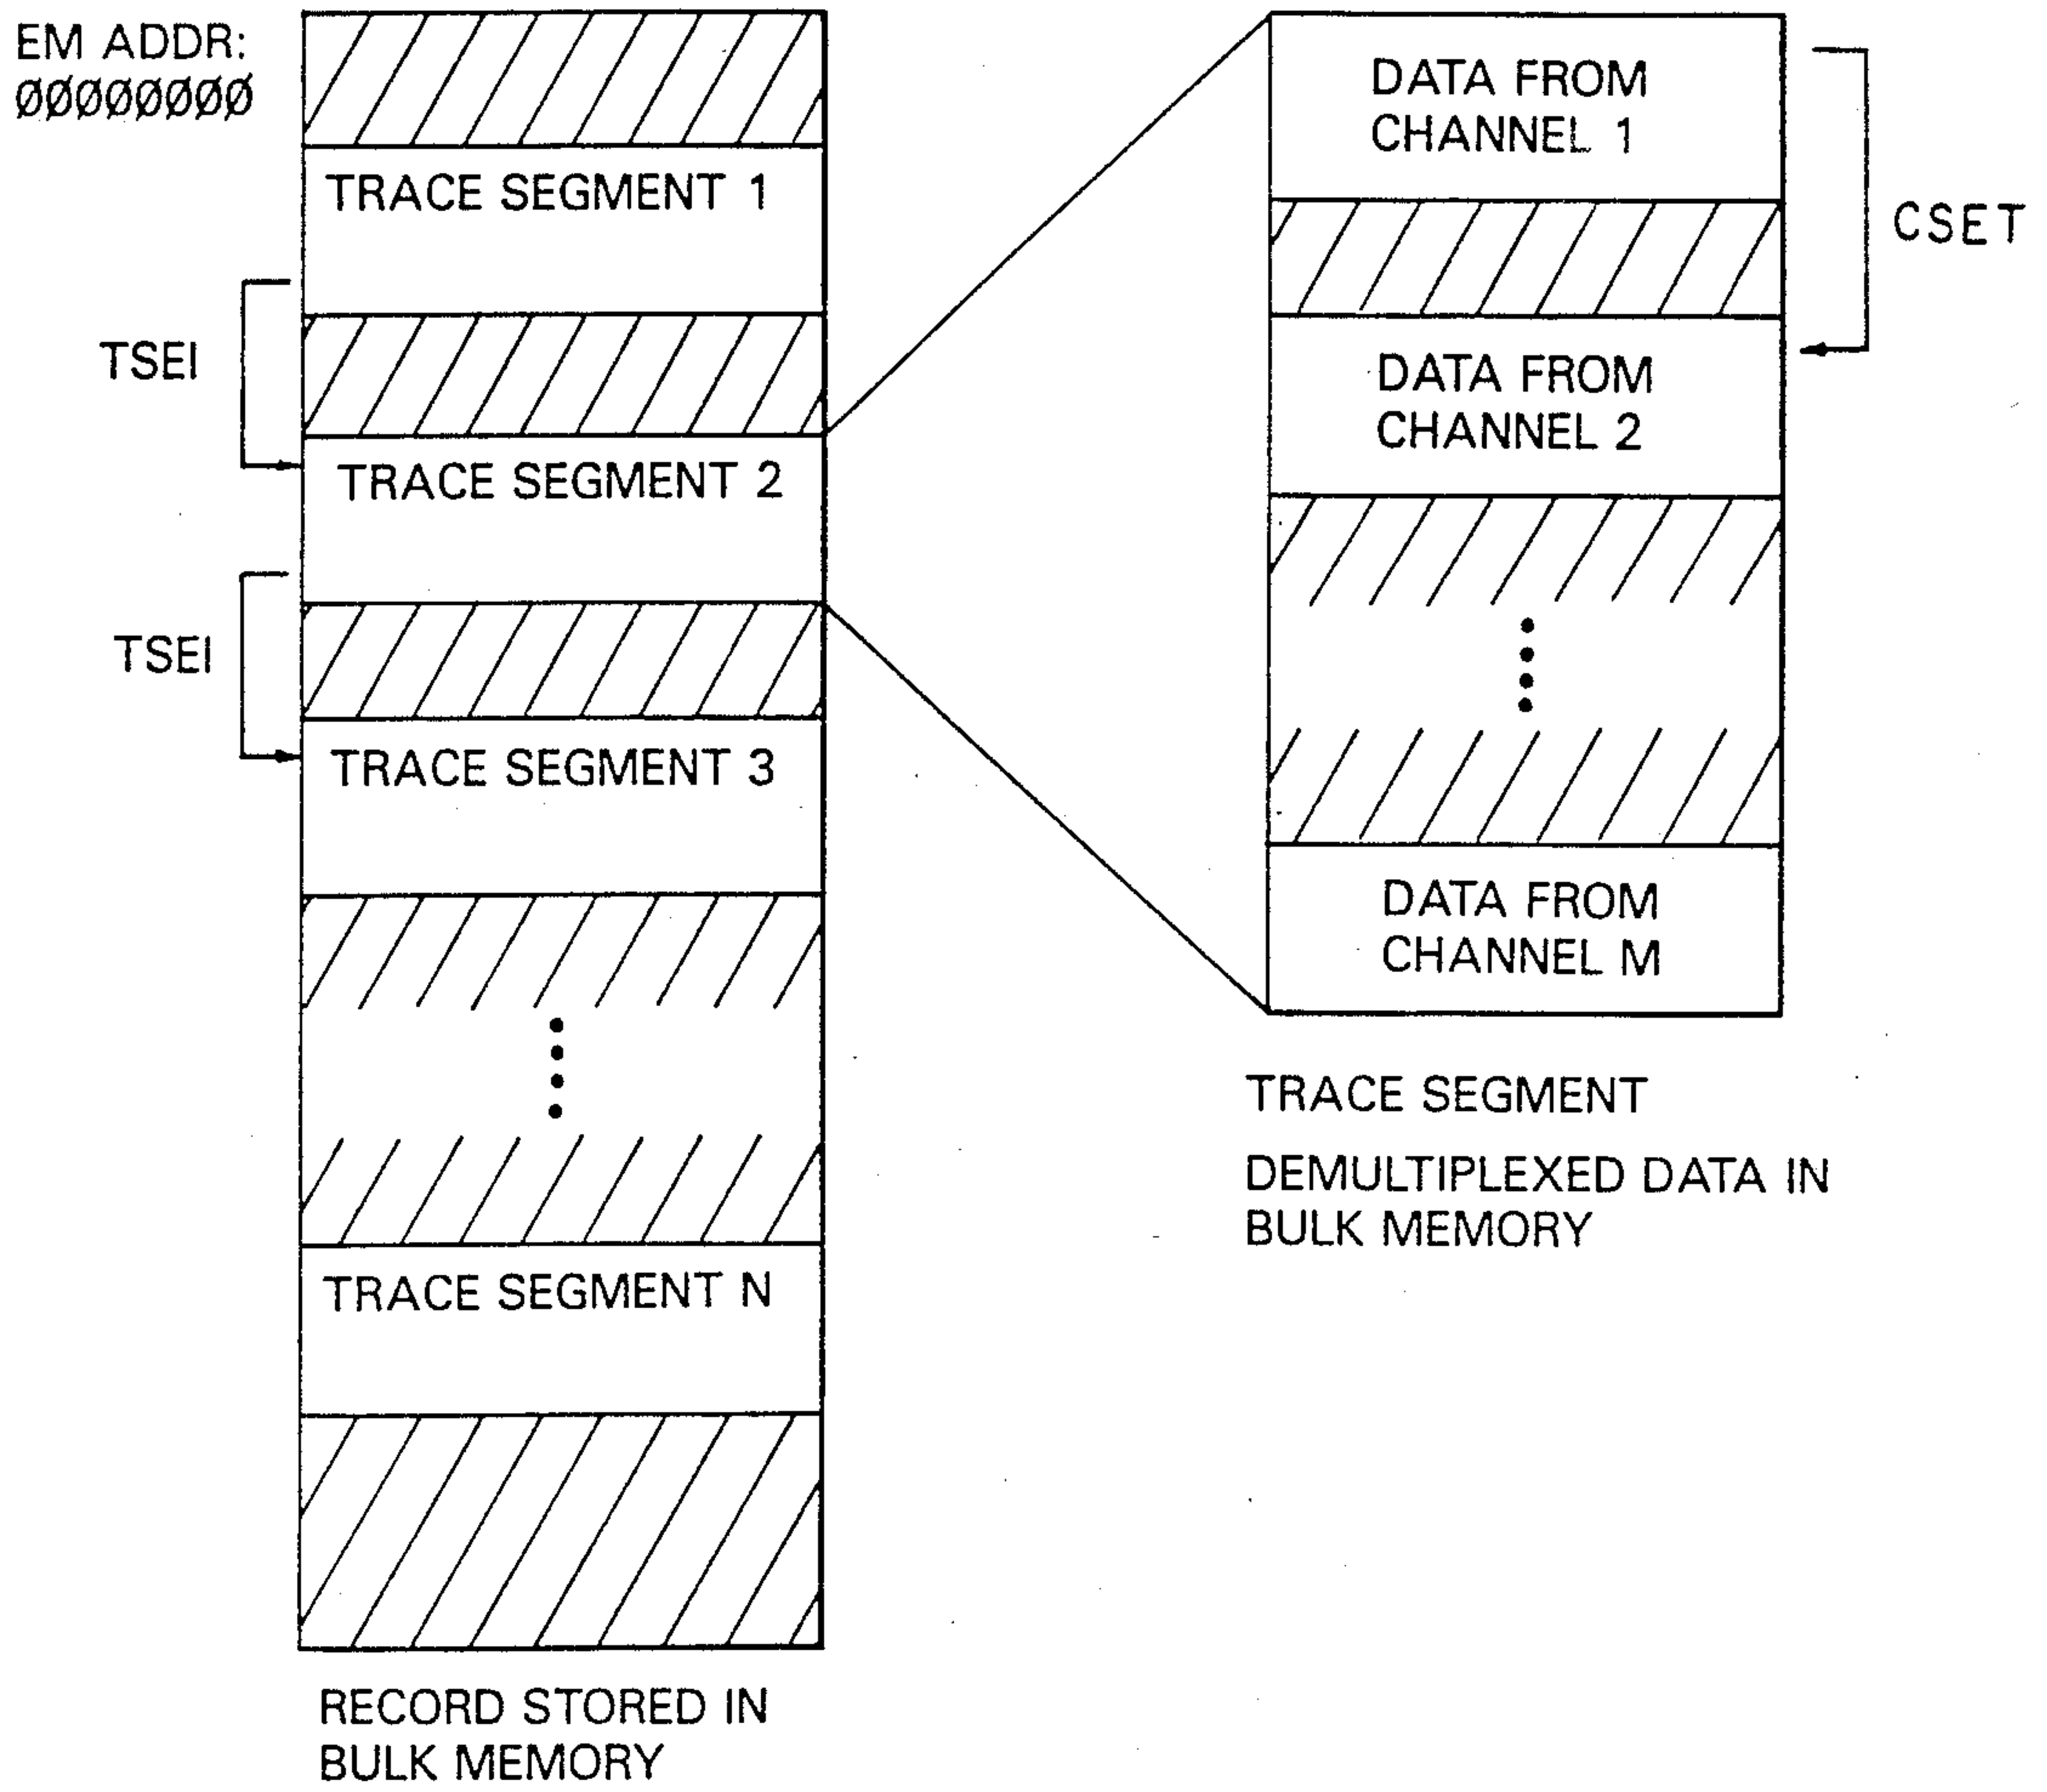 EM ADDR:
ØØØØØØØØ
TRACE SEGMENT 1
TSEI
TRACE SEGMENT 2
TSEI
TRACE SEGMENT 3
TRACE SEGMENT N
RECORD STORED IN
BULK MEMORY
DATA FROM
CHANNEL 1
CSET
DATA FROM
CHANNEL 2
DATA FROM
CHANNEL M
TRACE SEGMENT
DEMULTIPLEXED DATA IN
BULK MEMORY